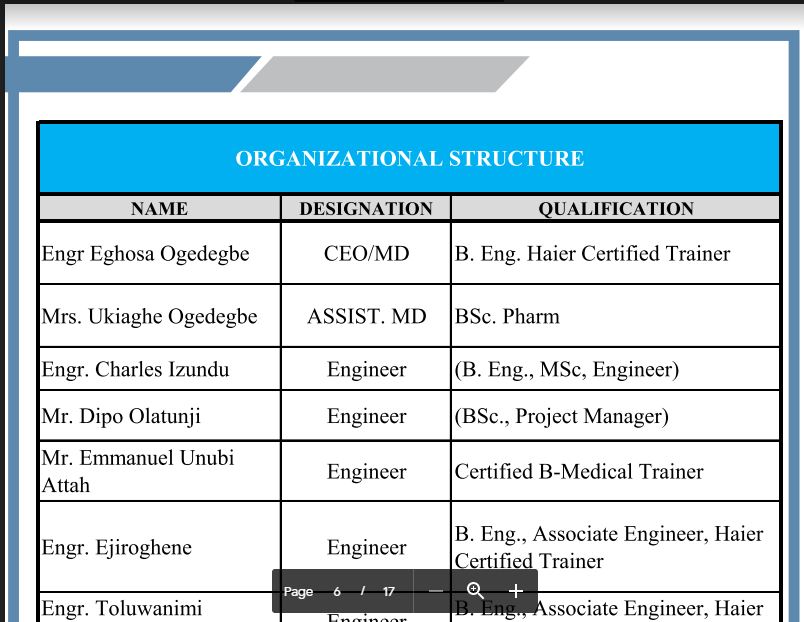 ORGANIZATIONAL STRUCTURE
NAME DESIGNATION QUALIFICATION
Engr Eghosa Ogedegbe CEO/MD B. Eng. Haier Certified Trainer
Mrs. Ukiaghe Ogedegbe ASSIST. MD BSc. Pharm
Engr. Charles Izundu Engineer (B. Eng., MSc, Engineer)
Mr. Dipo Olatunji Engineer (BSc., Project Manager)
Mr. Emmanuel Unubi
Attah Engineer Certified B-Medical Trainer
Engr. Ejiroghene Engineer B. Eng., Associate Engineer, Haier
Certified Trainer
Page 6 / 17
Engr. Toluwanimi Engineer B. Eng., Associate Engineer, Haier